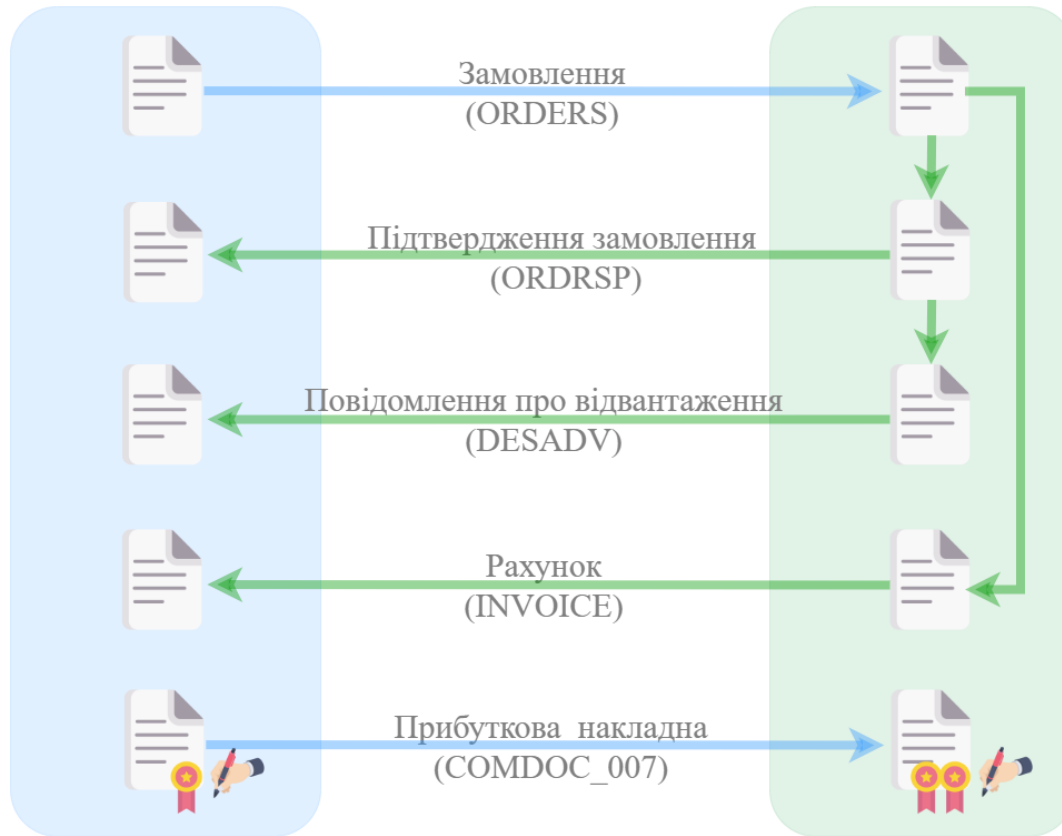 Замовлення
(ORDERS)
Підтвердження замовлення
(ORDRSP)
Повідомлення про відвантаження
(DESADV)
Рахунок
(INVOICE)
Прибуткова накладна
(COMDOC_007)